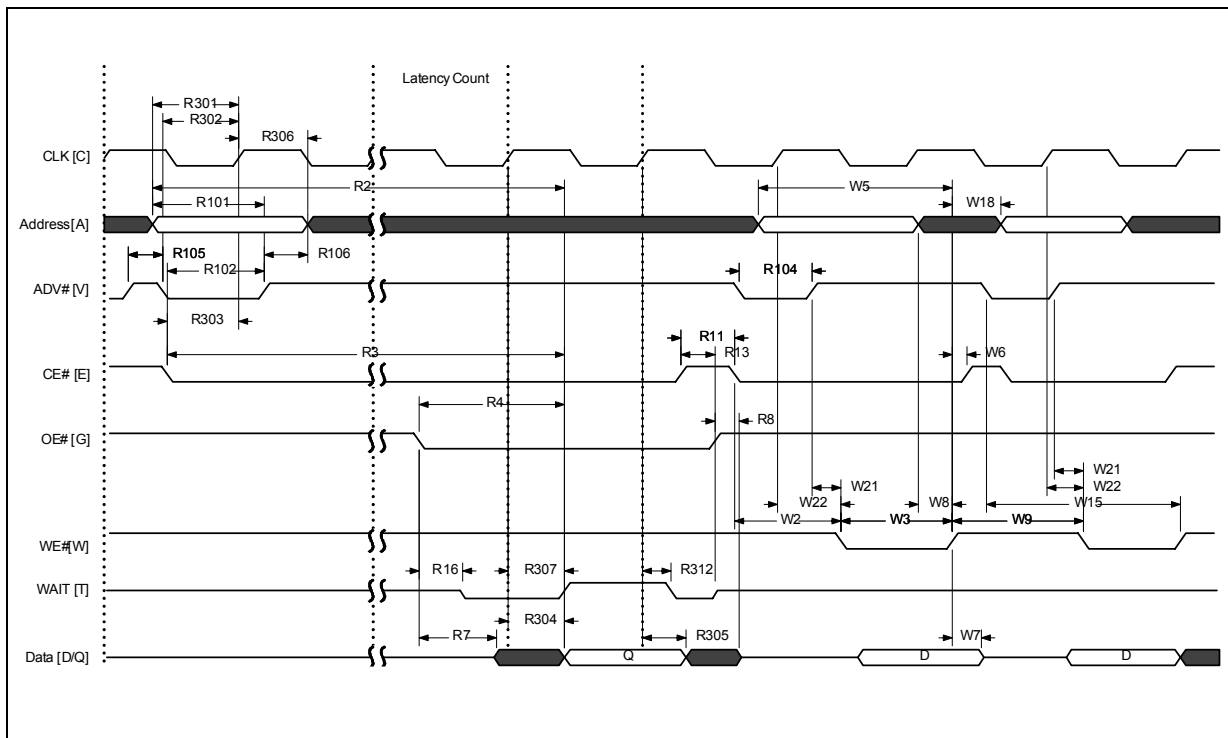 Latency Count
R301
R302
R306
CLK [C]
R2
W5
R101
W18
Address [A]
R105
R106
R102
R104
ADV# [V]
R303
R11
R3
R13
W6
CE# [E]
R4
R8
OE# [G]
W21
W21
W22
W22
W8
W15
W2
W3
W9
WE# [W]
R16
R307
R312
WAIT [T]
R304
R7
R305
W7
Data [D/Q]
Q
D
D